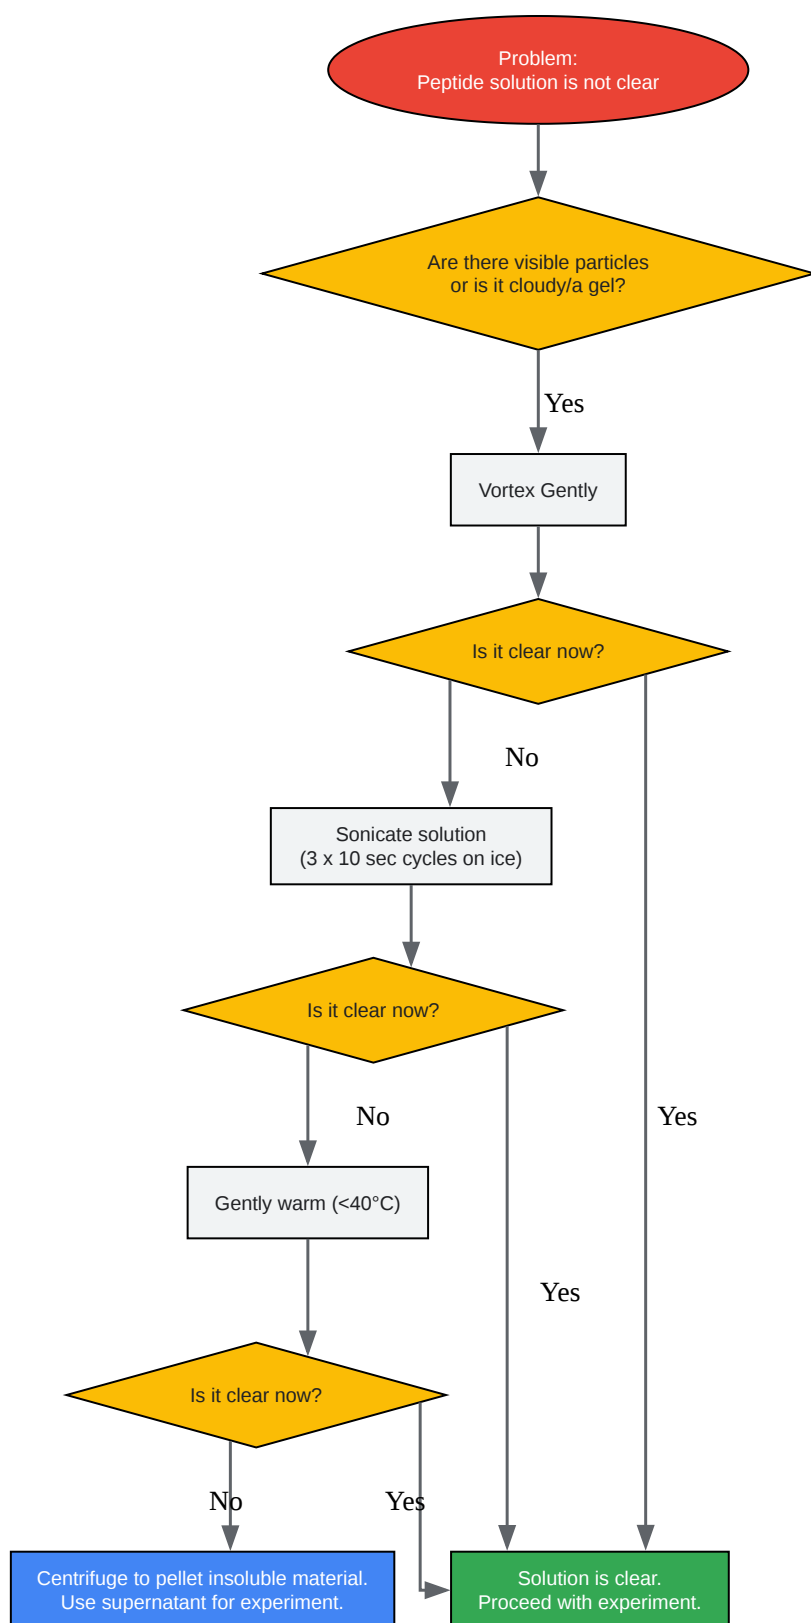 Problem:
Peptide solution is not clear
Are there visible particles
or is it cloudy/a gel?
Yes
Vortex Gently
Is it clear now?
No
Sonicate solution
(3 x 10 sec cycles on ice)
Is it clear now?
No
Yes
Gently warm (<40°C)
Yes
Is it clear now?
No
Yes
Centrifuge to pellet insoluble material.
Use supernatant for experiment.
Solution is clear.
Proceed with experiment.